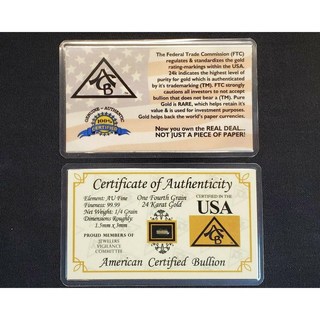 The Federal Trade Commission (FTC)
regulates & standardizes the gold
rating-markings within the USA.
24k indicates the highest level of
purity for gold which is authenticated
by it's trademark (TM). FTC strongly
cautions all investors to not accept
bullion that does not bear a (TM). Pure
Gold is RARE, which helps retain it's
value & is used for investment purposes.
Gold helps back the world's paper currencies.
Now you own the REAL DEAL..
NOT JUST A PIECE OF PAPER!
ACB
GENUINE - AUTHENTIC
100%
CERTIFIED
Certificate of Authenticity
Element: AU Fine
Fineness: 99.99
Net Weight: 1/4 Grain
Dimensions Roughly
1.5mm x 3mm
PROUD MEMBERS OF
JEWELERS
VIGILANCE
COMMITTEE
One Fourth Grain
24 Karat Gold
CERTIFIED IN THE
USA
ACB
American Certified Bullion